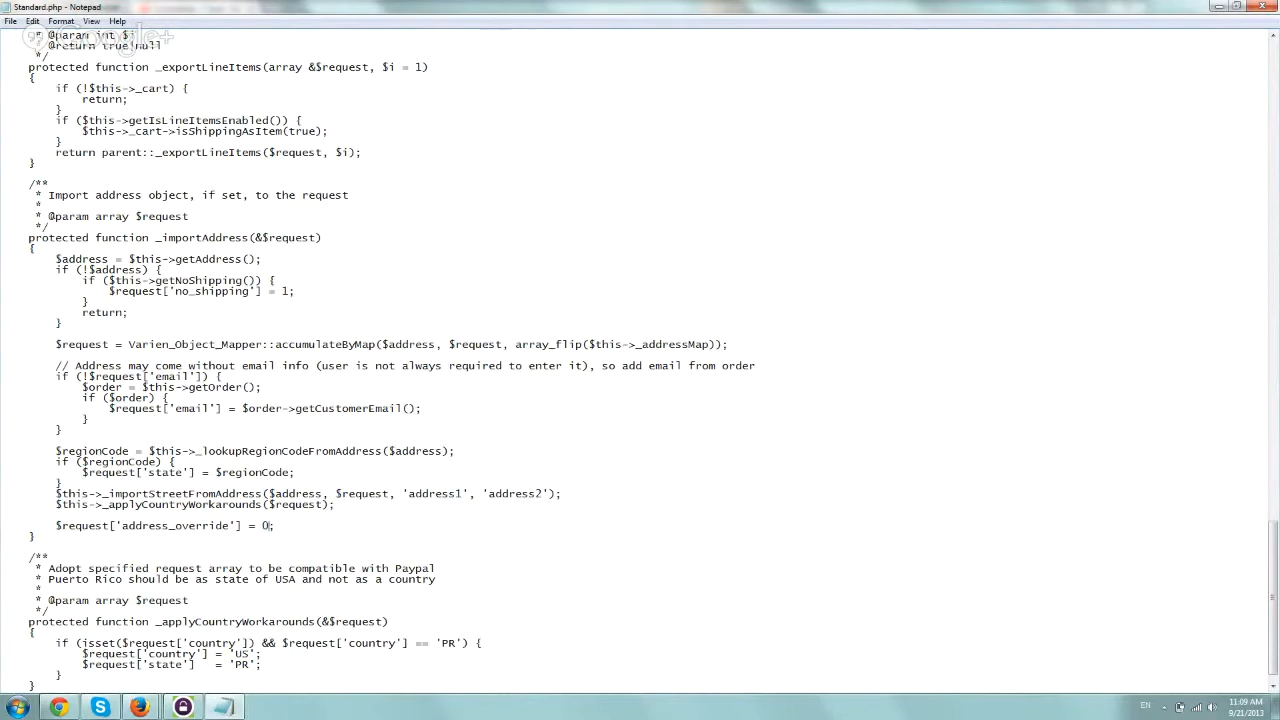 Standard.php - Notepad
File Edit Format View Help
Google+
* @param int $i
* @return true|null
*/
protected function _exportLineItems(array &$request, $i = 1)
{
if (!$this->_cart) {
return;
}
if ($this->getIsLineItemsEnabled()) {
$this->_cart->isShippingAsItem(true);
}
return parent::_exportLineItems($request, $i);
}
/**
* Import address object, if set, to the request
*
* @param array $request
*/
protected function _importAddress(&$request)
{
$address = $this->getAddress();
if (!$address) {
if ($this->getNoShipping()) {
$request['no_shipping'] = 1;
}
return;
}
$request = Varien_Object_Mapper::accumulateByMap($address, $request, array_flip($this->_addressMap));
// Address may come without email info (user is not always required to enter it), so add email from order
if (!$request['email']) {
$order = $this->getOrder();
if ($order) {
$request['email'] = $order->getCustomerEmail();
}
}
$regionCode = $this->_lookupRegionCodeFromAddress($address);
if ($regionCode) {
$request['state'] = $regionCode;
}
$this->_importStreetFromAddress($address, $request, 'address1', 'address2');
$this->_applyCountryWorkarounds($request);
$request['address_override'] = 0;
}
/**
* Adopt specified request array to be compatible with Paypal
* Puerto Rico should be as state of USA and not as a country
*
* @param array $request
*/
protected function _applyCountryWorkarounds(&$request)
{
if (isset($request['country']) && $request['country'] == 'PR') {
$request['country'] = 'US';
$request['state']   = 'PR';
}
}
EN
11:09 AM
9/21/2013